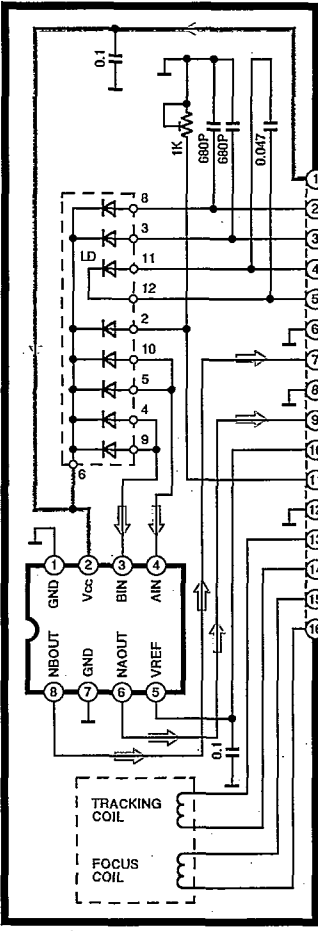 0.1
1K
680P
680P
0.047
1
2
3
4
5
6
7
8
9
10
11
12
13
14
15
16
8
3
LD
11
12
2
10
5
4
9
6
1
2
3
4
GND
Vcc
BIN
AIN
NBOUT
GND
NAOUT
VREF
8
7
6
5
0.1
TRACKING
COIL
FOCUS
COIL